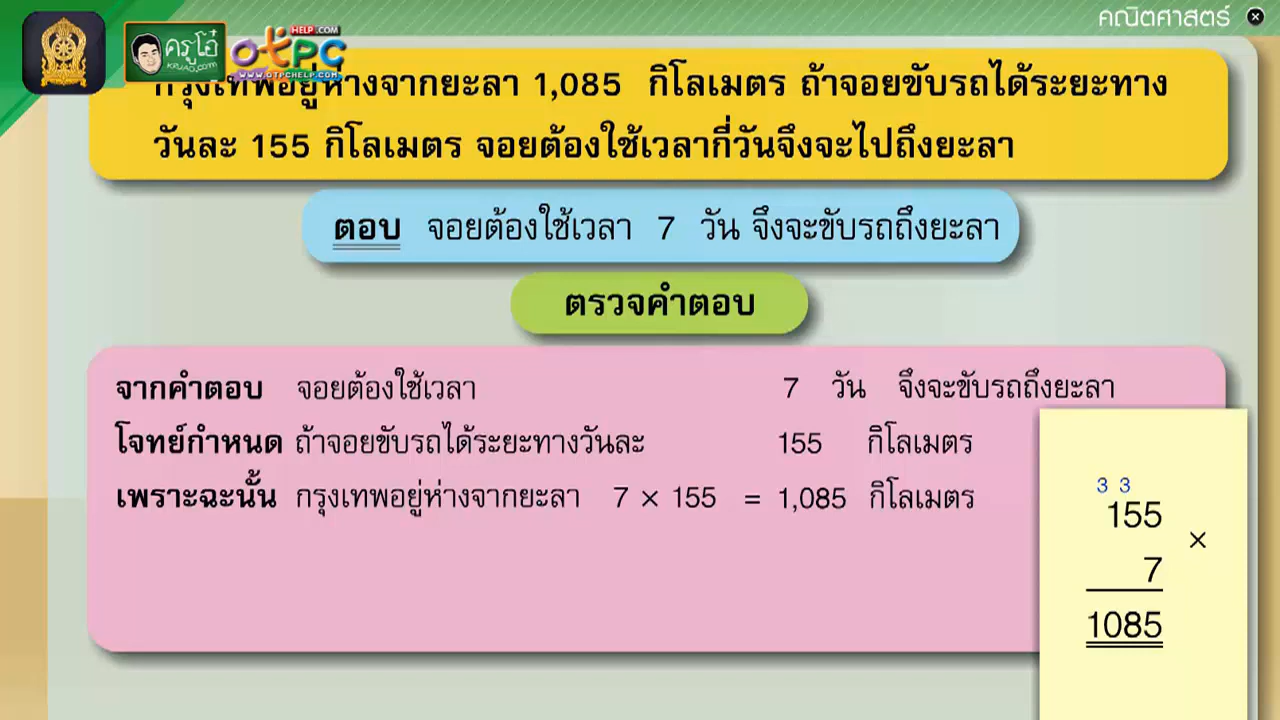 คณิตศาสตร์
ครูโอ๋
KRUAO.com
HELP.COM
OTPC
WWW.OTPCHELP.COM
กรุงเทพอยู่ห่างจากยะลา 1,085 กิโลเมตร ถ้าจอยขับรถได้ระยะทาง
วันละ 155 กิโลเมตร จอยต้องใช้เวลากี่วันจึงจะไปถึงยะลา
ตอบ จอยต้องใช้เวลา 7 วัน จึงจะขับรถถึงยะลา
ตรวจคำตอบ
จากคำตอบ จอยต้องใช้เวลา 7 วัน จึงจะขับรถถึงยะลา
โจทย์กำหนด ถ้าจอยขับรถได้ระยะทางวันละ 155 กิโลเมตร
เพราะฉะนั้น กรุงเทพอยู่ห่างจากยะลา 7 × 155 = 1,085 กิโลเมตร
3 3
155
×
7
1085